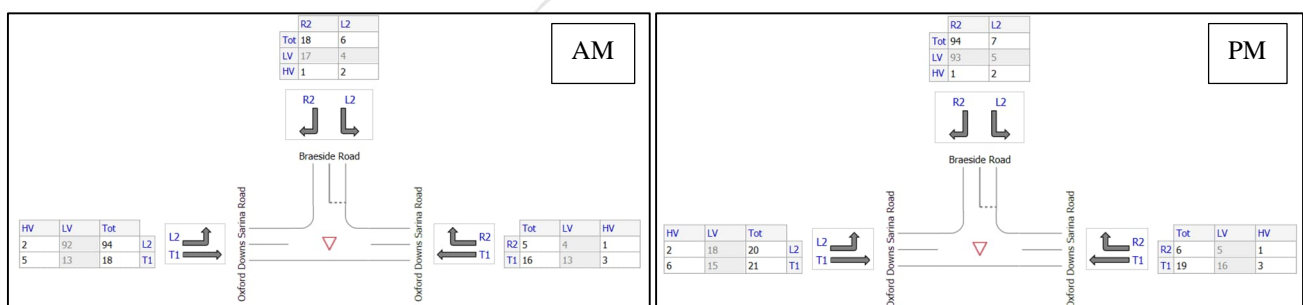 R2 L2
Tot 18 6
LV 17 4
HV 1 2
AM
R2 L2
Braeside Road
Oxford Downs Sarina Road
Oxford Downs Sarina Road
HV LV Tot
2 92 94 L2
5 13 18 T1
L2
T1
R2
T1
Tot LV HV
R2 5 4 1
T1 16 13 3
R2 L2
Tot 94 7
LV 93 5
HV 1 2
PM
R2 L2
Braeside Road
Oxford Downs Sarina Road
Oxford Downs Sarina Road
HV LV Tot
2 18 20 L2
6 15 21 T1
L2
T1
R2
T1
Tot LV HV
R2 6 5 1
T1 19 16 3